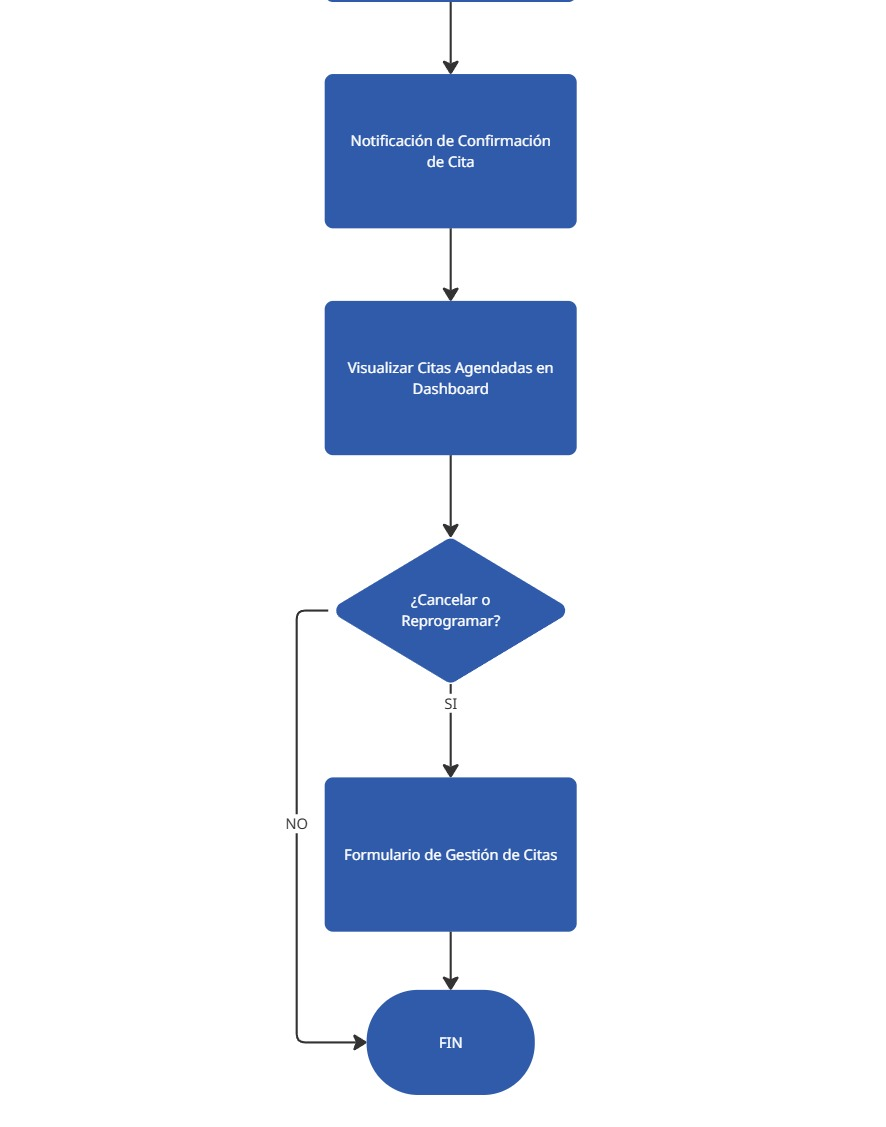 Notificación de Confirmación
de Cita
Visualizar Citas Agendadas en
Dashboard
¿Cancelar o
Reprogramar?
SI
NO
Formulario de Gestión de Citas
FIN